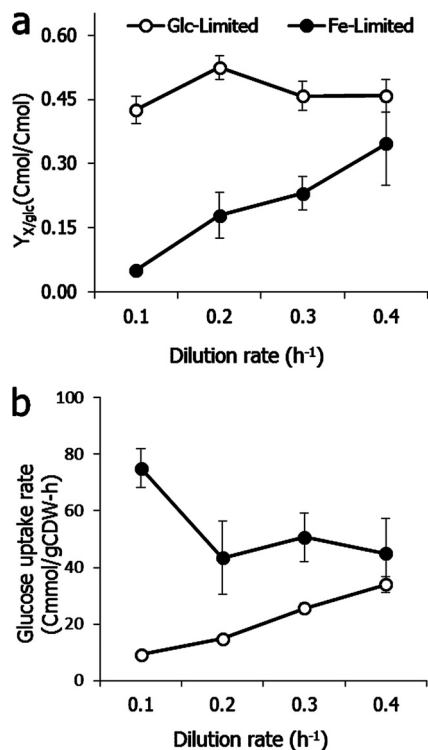 a
Glc-Limited Fe-Limited
0.60
0.45
0.30
0.15
0.00
Y X/glc (Cmol/Cmol)
0.1 0.2 0.3 0.4
Dilution rate (h-1)
b
100
80
60
40
20
0
Glucose uptake rate
(Cmmol/gCDW-h)
0.1 0.2 0.3 0.4
Dilution rate (h-1)